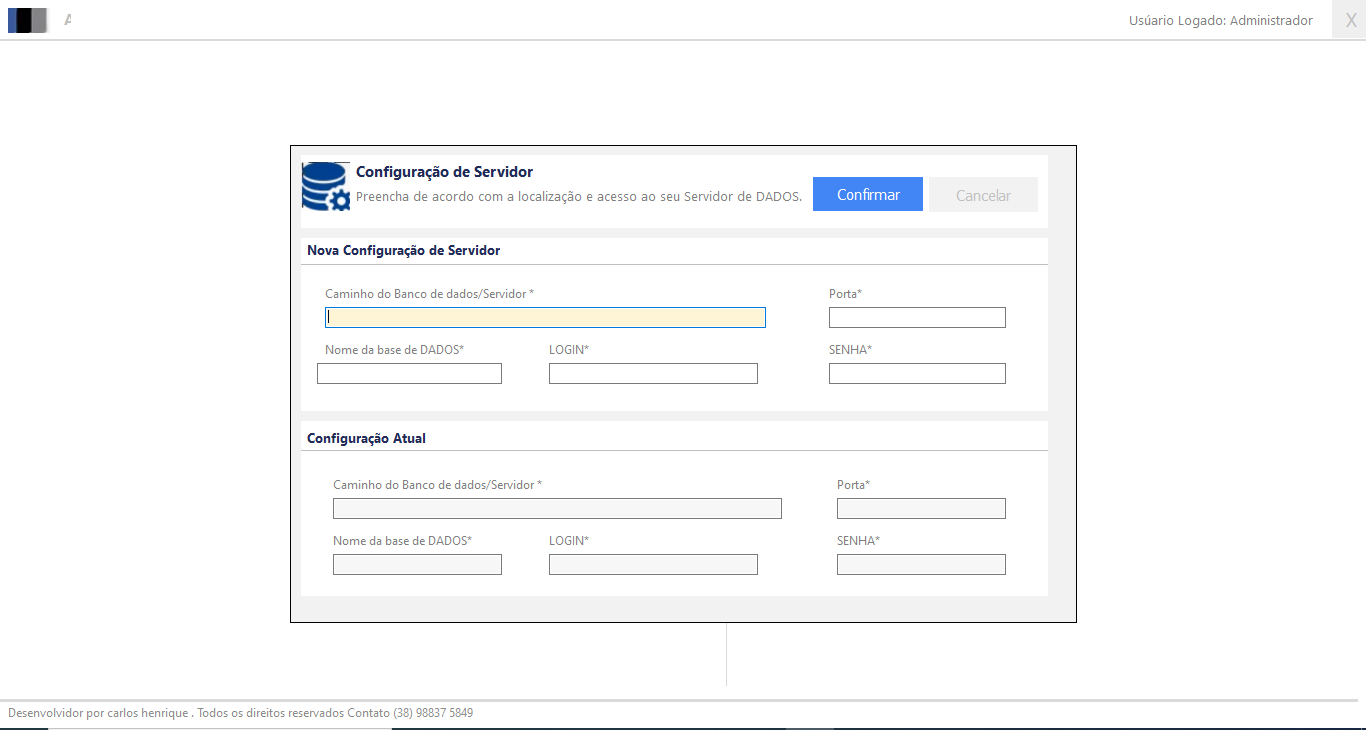 A
Usúario Logado: Administrador
X
Configuração de Servidor
Preencha de acordo com a localização e acesso ao seu Servidor de DADOS.
Confirmar
Cancelar
Nova Configuração de Servidor
Caminho do Banco de dados/Servidor *
Porta*
Nome da base de DADOS*
LOGIN*
SENHA*
Configuração Atual
Caminho do Banco de dados/Servidor *
Porta*
Nome da base de DADOS*
LOGIN*
SENHA*
Desenvolvidor por carlos henrique . Todos os direitos reservados Contato (38) 98837 5849